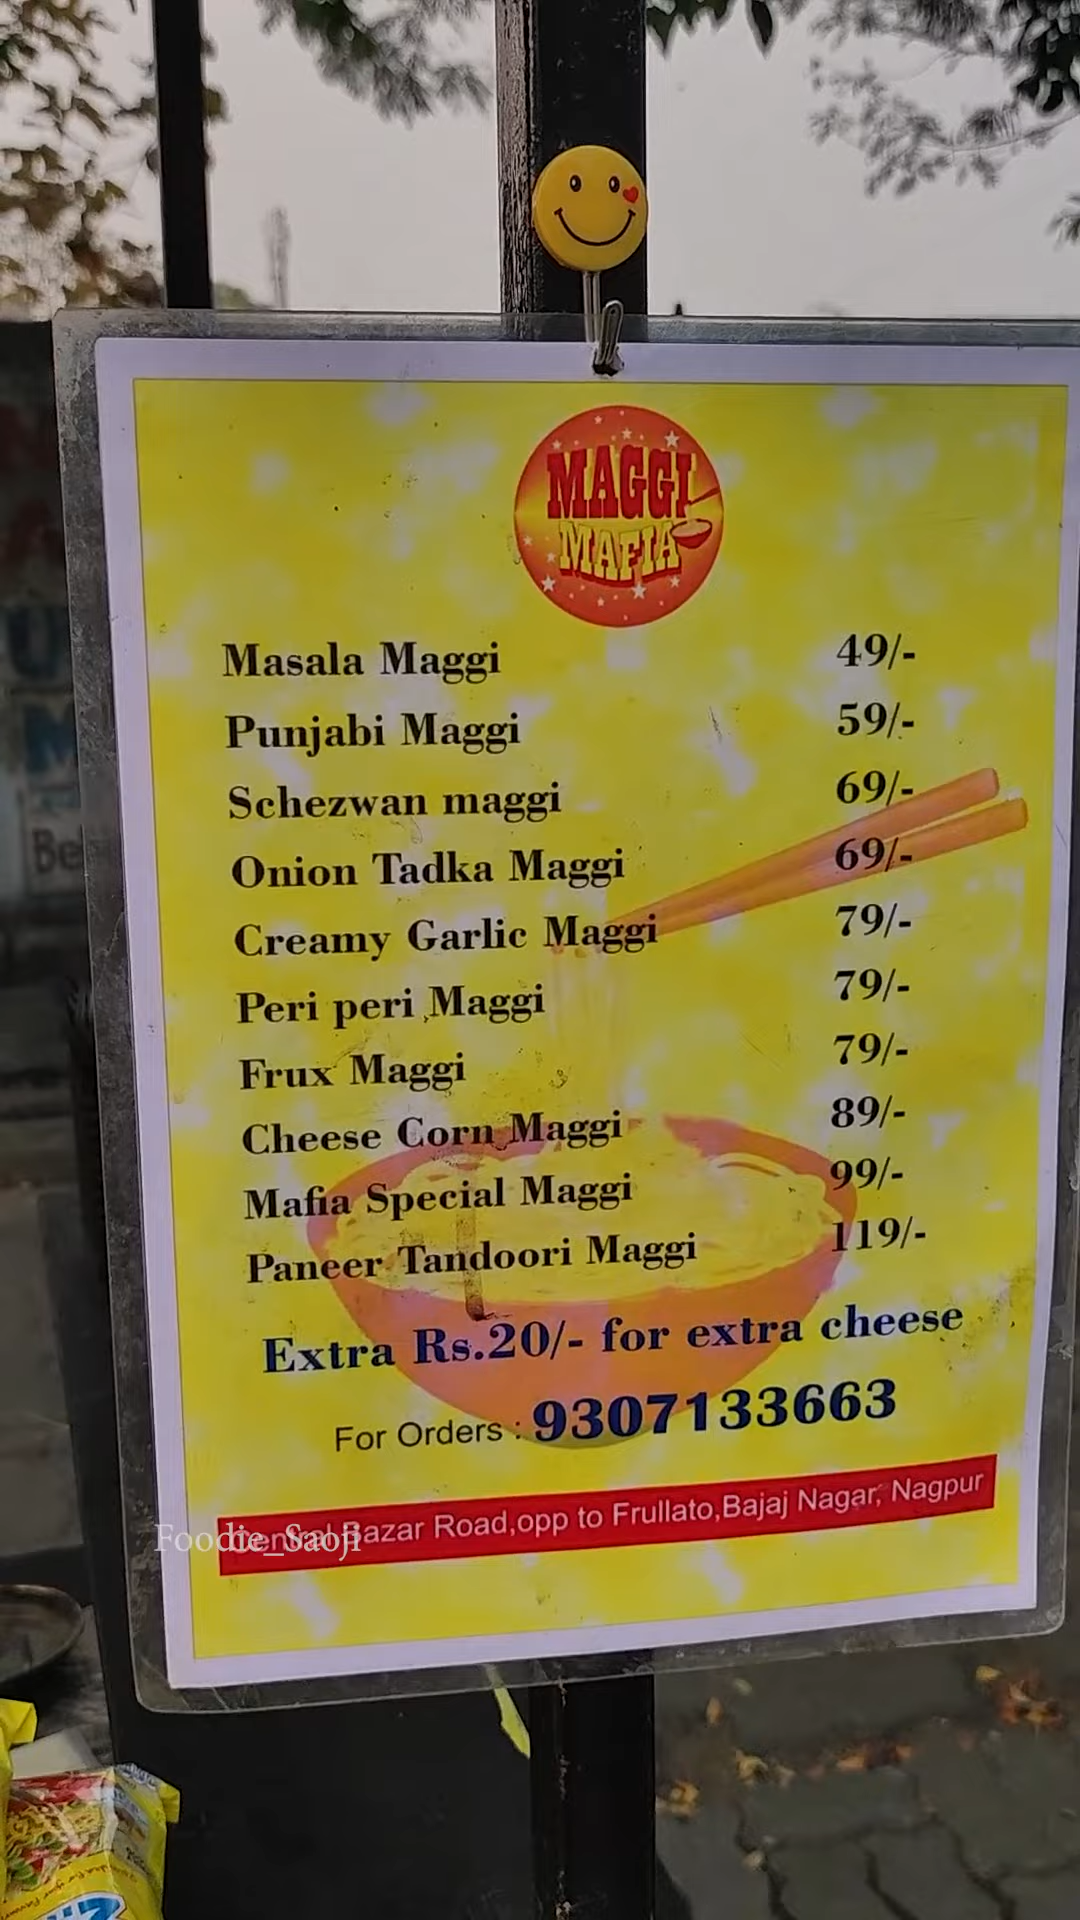 MAGGI
MAFIA
Masala Maggi 49/-
Punjabi Maggi 59/-
Schezwan maggi 69/-
Onion Tadka Maggi 69/-
Creamy Garlic Maggi 79/-
Peri peri Maggi 79/-
Frux Maggi 79/-
Cheese Corn Maggi 89/-
Mafia Special Maggi 99/-
Paneer Tandoori Maggi 119/-
Extra Rs.20/- for extra cheese
For Orders : 9307133663
Central Bazar Road,opp to Frullato,Bajaj Nagar, Nagpur
Foodie_Saoji
Be